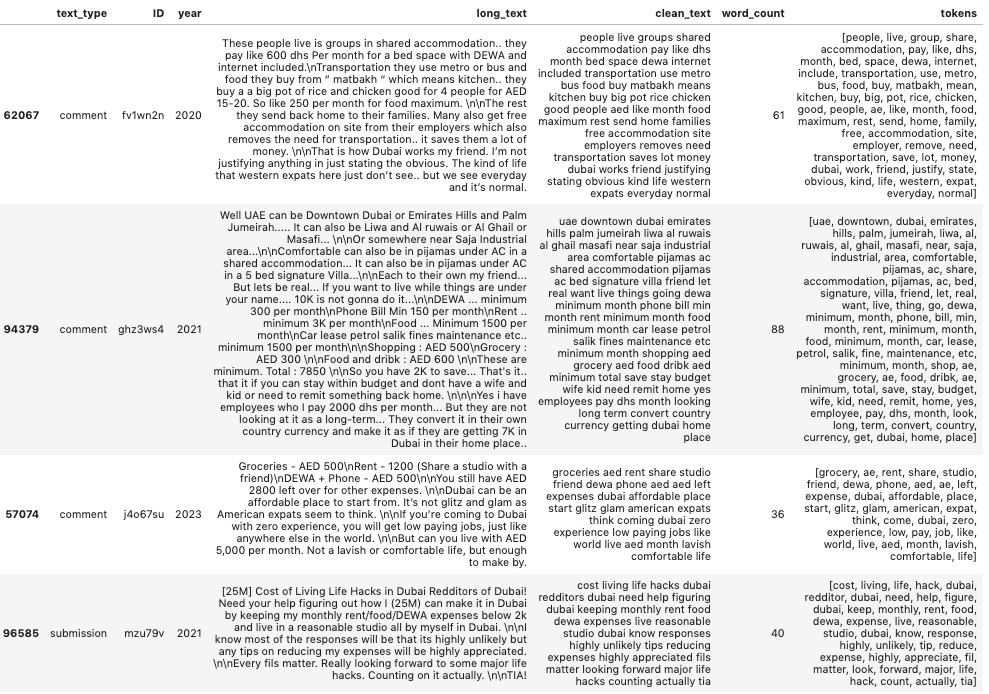 text_type ID year long_text clean_text word_count tokens
62067 comment fv1wn2n 2020
These people live is groups in shared accommodation.. they
pay like 600 dhs Per month for a bed space with DEWA and
internet included.\nTransportation they use metro or bus and
food they buy from “ matbakh “ which means kitchen.. they
buy a a big pot of rice and chicken good for 4 people for AED
15-20. So like 250 per month for food maximum. \n\nThe rest
they send back home to their families. Many also get free
accommodation on site from their employers which also
removes the need for transportation.. it saves them a lot of
money. \n\nThat is how Dubai works my friend. I’m not
justifying anything in just stating the obvious. The kind of life
that western expats here just don’t see.. but we see everyday
and it’s normal.
people live groups shared
accommodation pay like dhs
month bed space dewa internet
included transportation use metro
bus food buy matbakh means
kitchen buy big pot rice chicken
good people aed like month food
maximum rest send home families
free accommodation site
employers removes need
transportation saves lot money
dubai works friend justifying
stating obvious kind life western
expats everyday normal
61
[people, live, group, share,
accommodation, pay, like, dhs,
month, bed, space, dewa, internet,
include, transportation, use, metro,
bus, food, buy, matbakh, mean,
kitchen, buy, big, pot, rice, chicken,
good, people, ae, like, month, food,
maximum, rest, send, home, family,
free, accommodation, site,
employer, remove, need,
transportation, save, lot, money,
dubai, work, friend, justify, state,
obvious, kind, life, western, expat,
everyday, normal]
94379 comment ghz3ws4 2021
Well UAE can be Downtown Dubai or Emirates Hills and Palm
Jumeirah..... It can also be Liwa and Al ruwais or Al Ghail or
Masafi... \n\nOr somewhere near Saja Industrial
area...\n\nComfortable can also be in pijamas under AC in a
shared accommodation... It can also be in pijamas under AC
in a 5 bed signature Villa...\n\nEach to their own my friend...
But lets be real... If you want to live while things are under
your name.... 10K is not gonna do it...\n\nDEWA ... minimum
300 per month\nPhone Bill Min 150 per month\nRent ..
minimum 3K per month\nFood ... Minimum 1500 per
month\nCar lease petrol salik fines maintenance etc..
minimum 1500 per month\n\nShopping : AED 500\nGrocery :
AED 300 \n\nFood and dribk : AED 600 \n\nThese are
minimum. Total : 7850 \n\nSo you have 2K to save... That's it..
that it if you can stay within budget and dont have a wife and
kid or need to remit something back home. \n\n\nYes i have
employees who I pay 2000 dhs per month... But they are not
looking at it as a long-term... They convert it in their own
country currency and make it as if they are getting 7K in
Dubai in their home place..
uae downtown dubai emirates
hills palm jumeirah liwa al ruwais
al ghail masafi near saja industrial
area comfortable pijamas ac
shared accommodation pijamas
ac bed signature villa friend let
real want live things going dewa
minimum month phone bill min
month rent minimum month food
minimum month car lease petrol
salik fines maintenance etc
minimum month shopping aed
grocery aed food dribk aed
minimum total save stay budget
wife kid need remit home yes
employees pay dhs month looking
long term convert country
currency getting dubai home
place
88
[uae, downtown, dubai, emirates,
hills, palm, jumeirah, liwa, al,
ruwais, al, ghail, masafi, near, saja,
industrial, area, comfortable,
pijamas, ac, share,
accommodation, pijamas, ac, bed,
signature, villa, friend, let, real,
want, live, thing, go, dewa,
minimum, month, phone, bill, min,
month, rent, minimum, month,
food, minimum, month, car, lease,
petrol, salik, fine, maintenance, etc,
minimum, month, shop, ae,
grocery, ae, food, dribk, ae,
minimum, total, save, stay, budget,
wife, kid, need, remit, home, yes,
employee, pay, dhs, month, look,
long, term, convert, country,
currency, get, dubai, home, place]
57074 comment j4o67su 2023
Groceries - AED 500\nRent - 1200 (Share a studio with a
friend)\nDEWA + Phone - AED 500\n\nYou still have AED
2800 left over for other expenses. \n\nDubai can be an
affordable place to start from. It’s not glitz and glam as
American expats seem to think. \n\nIf you’re coming to Dubai
with zero experience, you will get low paying jobs, just like
anywhere else in the world. \n\nBut can you live with AED
5,000 per month. Not a lavish or comfortable life, but enough
to make by.
groceries aed rent share studio
friend dewa phone aed aed left
expenses dubai affordable place
start glitz glam american expats
think coming dubai zero
experience low paying jobs like
world live aed month lavish
comfortable life
36
[grocery, ae, rent, share, studio,
friend, dewa, phone, aed, ae, left,
expense, dubai, affordable, place,
start, glitz, glam, american, expat,
think, come, dubai, zero,
experience, low, pay, job, like,
world, live, aed, month, lavish,
comfortable, life]
96585 submission mzu79v 2021
[25M] Cost of Living Life Hacks in Dubai Redditors of Dubai!
Need your help figuring out how I (25M) can make it in Dubai
by keeping my monthly rent/food/DEWA expenses below 2k
and live in a reasonable studio all by myself in Dubai. \n\nI
know most of the responses will be that its highly unlikely but
any tips on reducing my expenses will be highly appreciated.
\n\nEvery fils matter. Really looking forward to some major life
hacks. Counting on it actually. \n\nTIA!
cost living life hacks dubai
redditors dubai need help figuring
dubai keeping monthly rent food
dewa expenses live reasonable
studio dubai know responses
highly unlikely tips reducing
expenses highly appreciated fils
matter looking forward major life
hacks counting actually tia
40
[cost, living, life, hack, dubai,
redditor, dubai, need, help, figure,
dubai, keep, monthly, rent, food,
dewa, expense, live, reasonable,
studio, dubai, know, response,
highly, unlikely, tip, reduce,
expense, highly, appreciate, fil,
matter, look, forward, major, life,
hack, count, actually, tia]